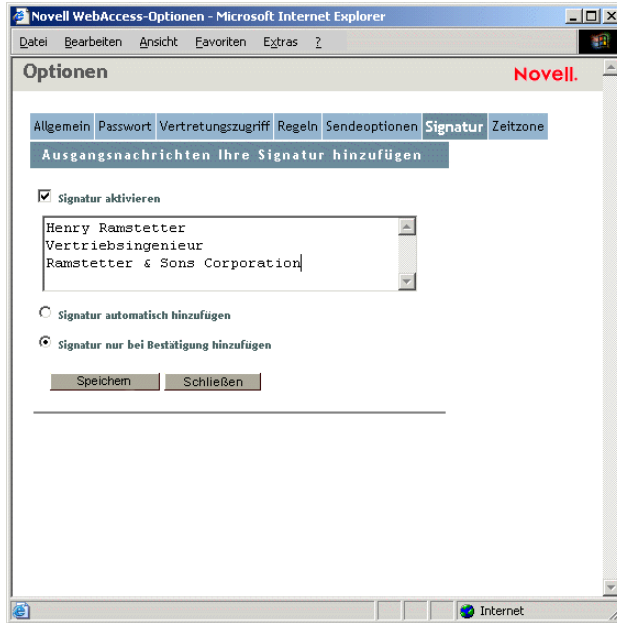 Novell WebAccess-Optionen - Microsoft Internet Explorer
Datei Bearbeiten Ansicht Favoriten Extras ?
Optionen
Novell.
Allgemein Passwort Vertretungszugriff Regeln Sendeoptionen Signatur Zeitzone
Ausgangsnachrichten Ihre Signatur hinzufügen
Signatur aktivieren
Henry Ramstetter
Vertriebsingenieur
Ramstetter & Sons Corporation
Signatur automatisch hinzufügen
Signatur nur bei Bestätigung hinzufügen
Speichern Schließen
Internet